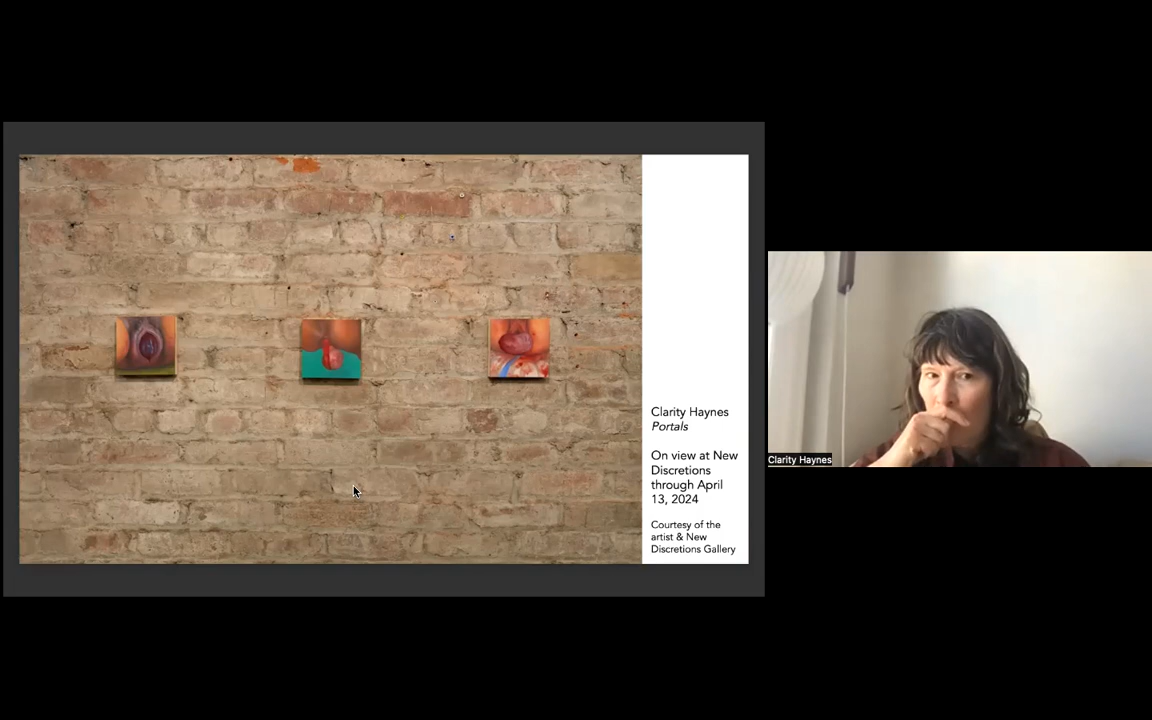 Clarity Haynes
Portals
On view at New
Discretions
through April
13, 2024
Courtesy of the
artist & New
Discretions Gallery
Clarity Haynes